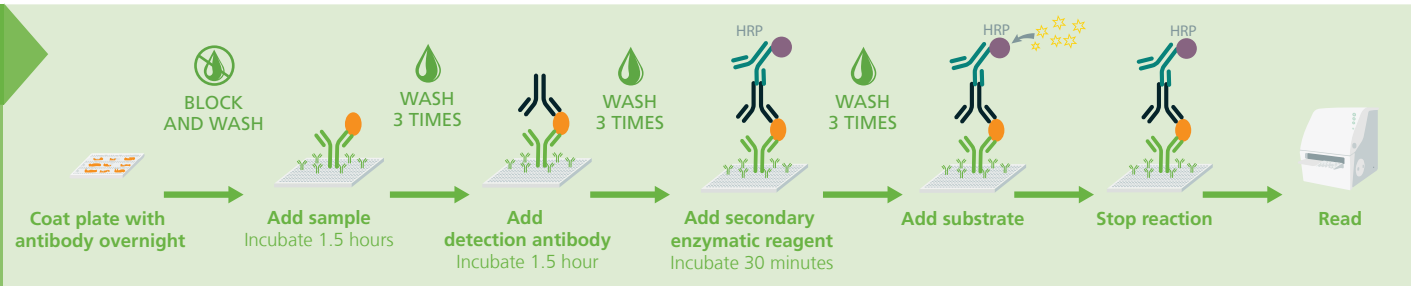 HRP
HRP
HRP
BLOCK
AND WASH
WASH
3 TIMES
WASH
3 TIMES
WASH
3 TIMES
Coat plate with
antibody overnight
Add sample
Incubate 1.5 hours
Add
detection antibody
Incubate 1.5 hour
Add secondary
enzymatic reagent
Incubate 30 minutes
Add substrate
Stop reaction
Read